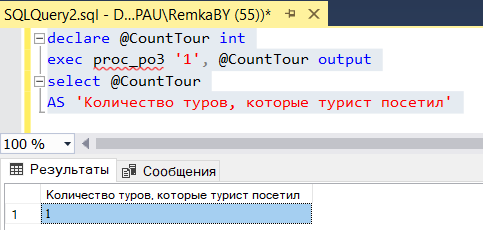 SQLQuery2.sql - D...PAU\RemkaBY (55))*
declare @CountTour int
exec proc_po3 '1', @CountTour output
select @CountTour
AS 'Количество туров, которые турист посетил'
100 %
Результаты Сообщения
Количество туров, которые турист посетил
1 1